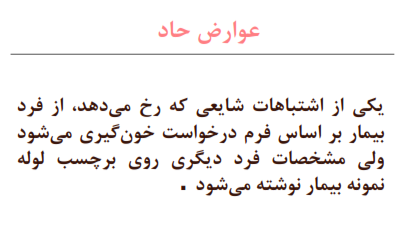 عوارض حاد
یکی از اشتباهات شایعی که رخ می‌دهد، از فرد
بیمار بر اساس فرم درخواست خون‌گیری می‌شود
ولی مشخصات فرد دیگری روی برچسب لوله
نمونه بیمار نوشته می‌شود .